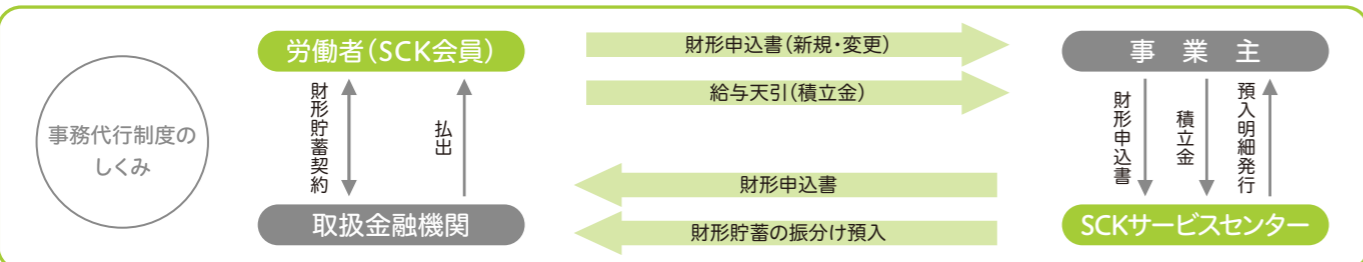 事務代行制度の
しくみ
労働者(SCK会員)
財形貯蓄契約
払出
取扱金融機関
財形申込書(新規・変更)
給与天引(積立金)
財形申込書
財形貯蓄の振分け預入
事業主
財形申込書
積立金
預入明細発行
SCKサービスセンター